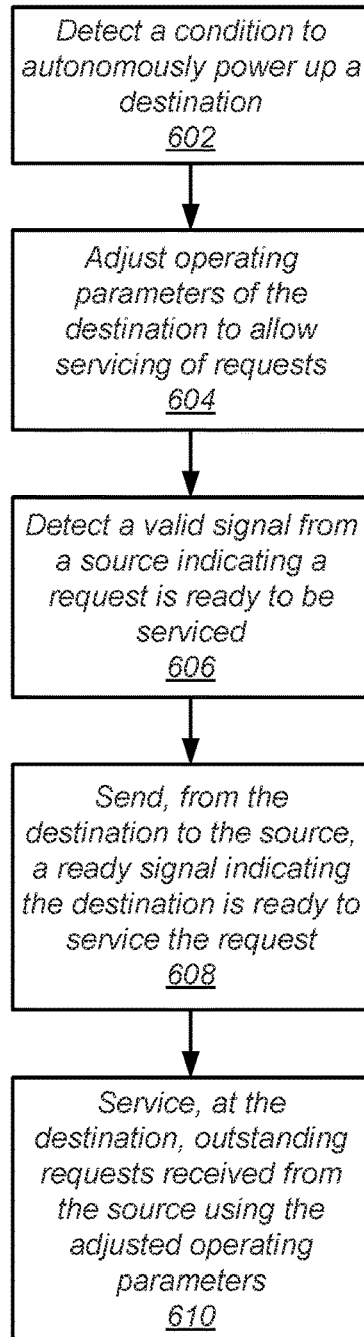 Detect a condition to
autonomously power up a
destination
602
Adjust operating
parameters of the
destination to allow
servicing of requests
604
Detect a valid signal from
a source indicating a
request is ready to be
serviced
606
Send, from the
destination to the source,
a ready signal indicating
the destination is ready to
service the request
608
Service, at the
destination, outstanding
requests received from
the source using the
adjusted operating
parameters
610